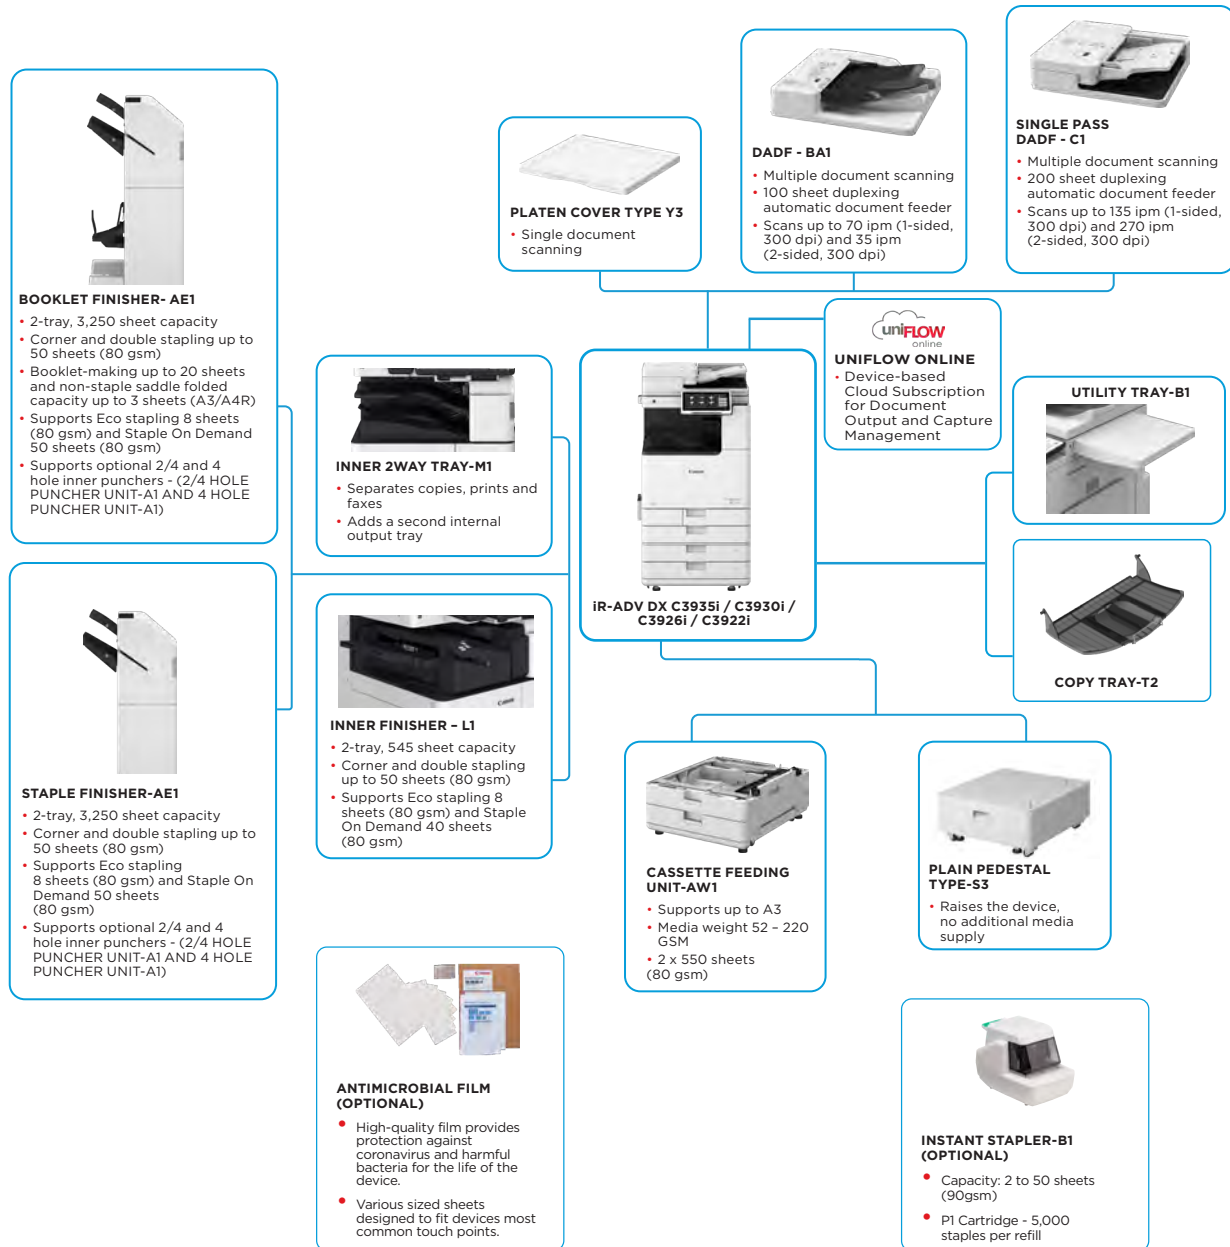 BOOKLET FINISHER- AE1
• 2-tray, 3,250 sheet capacity
• Corner and double stapling up to
50 sheets (80 gsm)
• Booklet-making up to 20 sheets
and non-staple saddle folded
capacity up to 3 sheets (A3/A4R)
• Supports Eco stapling 8 sheets
(80 gsm) and Staple On Demand
50 sheets (80 gsm)
• Supports optional 2/4 and 4
hole inner punchers - (2/4 HOLE
PUNCHER UNIT-A1 AND 4 HOLE
PUNCHER UNIT-A1)
STAPLE FINISHER-AE1
• 2-tray, 3,250 sheet capacity
• Corner and double stapling up to
50 sheets (80 gsm)
• Supports Eco stapling
8 sheets (80 gsm) and Staple On
Demand 50 sheets
(80 gsm)
• Supports optional 2/4 and 4
hole inner punchers - (2/4 HOLE
PUNCHER UNIT-A1 AND 4 HOLE
PUNCHER UNIT-A1)
INNER 2WAY TRAY-M1
• Separates copies, prints and
faxes
• Adds a second internal
output tray
Canon
INNER FINISHER – L1
• 2-tray, 545 sheet capacity
• Corner and double stapling
up to 50 sheets (80 gsm)
• Supports Eco stapling 8
sheets (80 gsm) and Staple
On Demand 40 sheets
(80 gsm)
PLATEN COVER TYPE Y3
• Single document
scanning
DADF - BA1
• Multiple document scanning
• 100 sheet duplexing
automatic document feeder
• Scans up to 70 ipm (1-sided,
300 dpi) and 35 ipm
(2-sided, 300 dpi)
SINGLE PASS
DADF - C1
• Multiple document scanning
• 200 sheet duplexing
automatic document feeder
• Scans up to 135 ipm (1-sided,
300 dpi) and 270 ipm
(2-sided, 300 dpi)
uniFLOW
online
UNIFLOW ONLINE
• Device-based
Cloud Subscription
for Document
Output and Capture
Management
Canon
iR-ADV DX C3935i / C3930i /
C3926i / C3922i
UTILITY TRAY-B1
COPY TRAY-T2
CASSETTE FEEDING
UNIT-AW1
• Supports up to A3
• Media weight 52 – 220
GSM
• 2 x 550 sheets
(80 gsm)
PLAIN PEDESTAL
TYPE-S3
• Raises the device,
no additional media
supply
ANTIMICROBIAL FILM
(OPTIONAL)
• High-quality film provides
protection against
coronavirus and harmful
bacteria for the life of the
device.
• Various sized sheets
designed to fit devices most
common touch points.
INSTANT STAPLER-B1
(OPTIONAL)
• Capacity: 2 to 50 sheets
(90gsm)
• P1 Cartridge - 5,000
staples per refill